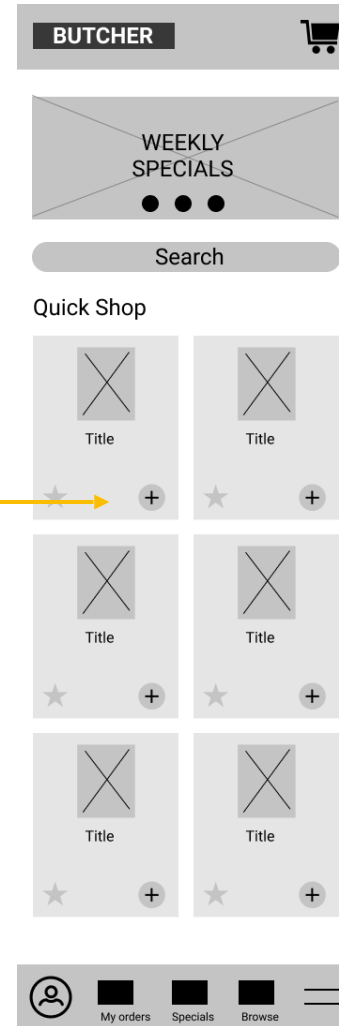 BUTCHER
WEEKLY
SPECIALS
Search
Quick Shop
Title
Title
+
+
Title
Title
+
+
Title
Title
+
+
My orders
Specials
Browse